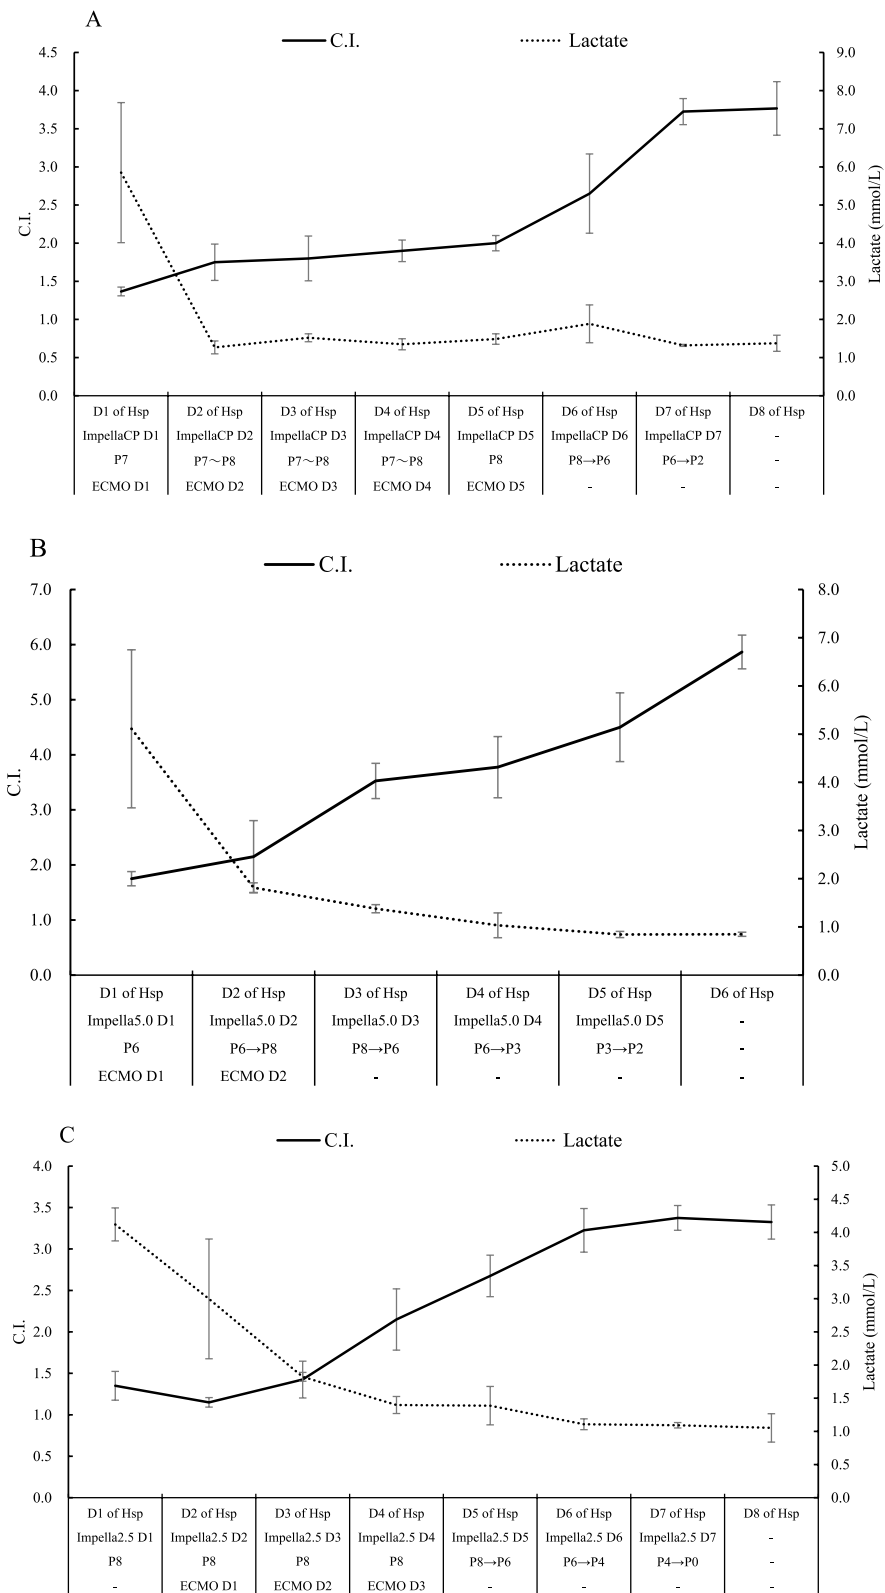 A
C.I. Lactate
4.5 9.0
4.0 8.0
3.5 7.0
3.0 6.0
2.5 5.0
2.0 4.0
1.5 3.0
1.0 2.0
0.5 1.0
0.0 0.0
C.I.
Lactate (mmol/L)
D1 of Hsp D2 of Hsp D3 of Hsp D4 of Hsp D5 of Hsp D6 of Hsp D7 of Hsp D8 of Hsp
ImpellaCP D1 ImpellaCP D2 ImpellaCP D3 ImpellaCP D4 ImpellaCP D5 ImpellaCP D6 ImpellaCP D7 -
P7 P7～P8 P7～P8 P7～P8 P8 P8→P6 P6→P2 -
ECMO D1 ECMO D2 ECMO D3 ECMO D4 ECMO D5 - - -
B
C.I. Lactate
7.0 8.0
6.0 7.0
5.0 6.0
4.0 5.0
3.0 4.0
2.0 3.0
1.0 2.0
0.0 1.0
0.0
C.I.
Lactate (mmol/L)
D1 of Hsp D2 of Hsp D3 of Hsp D4 of Hsp D5 of Hsp D6 of Hsp
Impella5.0 D1 Impella5.0 D2 Impella5.0 D3 Impella5.0 D4 Impella5.0 D5 -
P6 P6→P8 P8→P6 P6→P3 P3→P2 -
ECMO D1 ECMO D2 - - - -
C
C.I. Lactate
4.0 5.0
3.5 4.5
3.0 4.0
2.5 3.5
2.0 3.0
1.5 2.5
1.0 2.0
0.5 1.5
0.0 1.0
0.5
0.0
C.I.
Lactate (mmol/L)
D1 of Hsp D2 of Hsp D3 of Hsp D4 of Hsp D5 of Hsp D6 of Hsp D7 of Hsp D8 of Hsp
Impella2.5 D1 Impella2.5 D2 Impella2.5 D3 Impella2.5 D4 Impella2.5 D5 Impella2.5 D6 Impella2.5 D7 -
P8 P8 P8 P8 P8→P6 P6→P4 P4→P0 -
- ECMO D1 ECMO D2 ECMO D3 - - - -